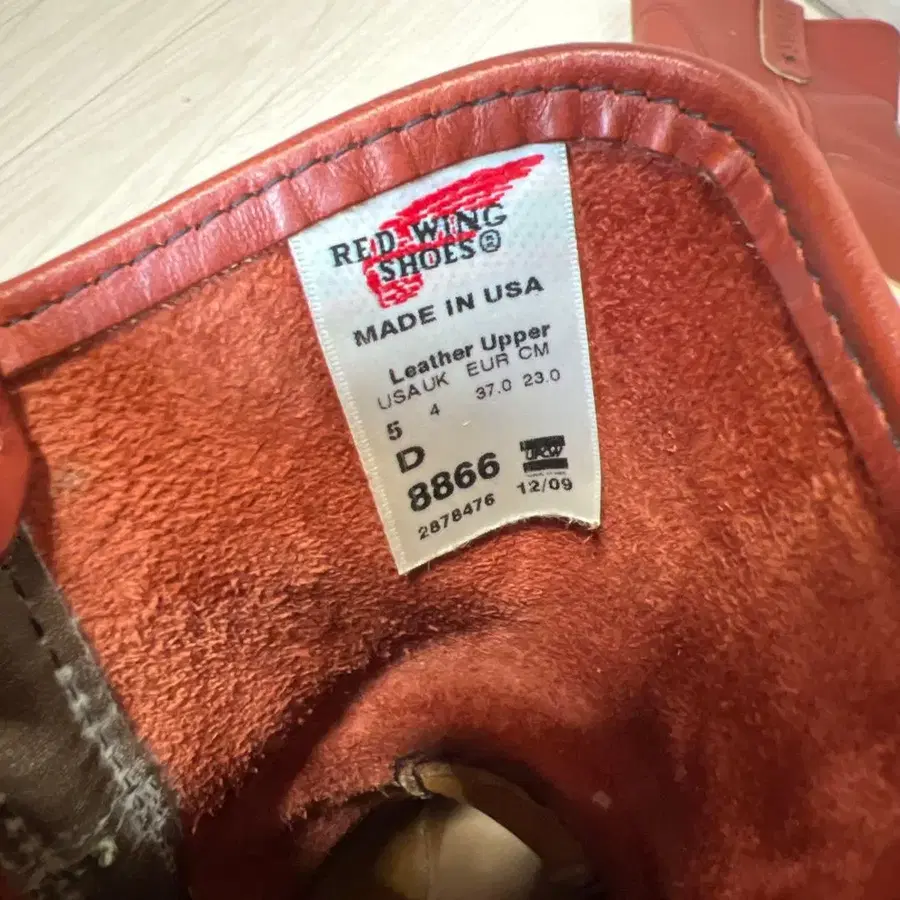 RED WING
SHOES®
MADE IN USA
Leather Upper
USA UK EUR CM
5 4 37.0 23.0
D
8866
2878476 12/09